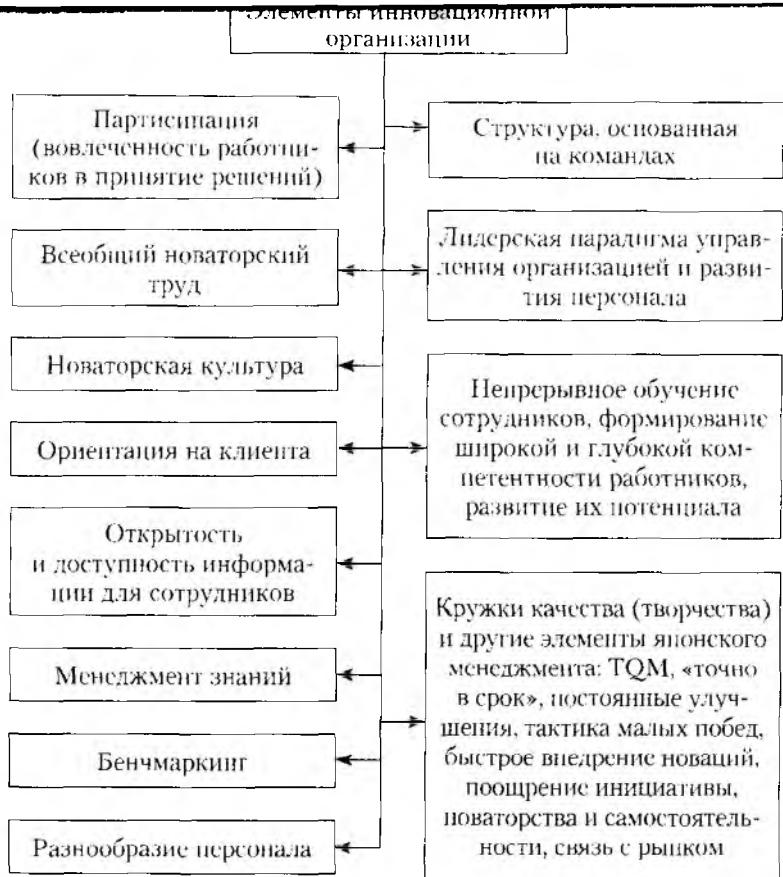 Элементы инновационной
организации
Партисипация
(вовлеченность работни-
ков в принятие решений)
Структура, основанная
на командах
Всеобщий новаторский
труд
Лидерская парадигма управ-
ления организацией и разви-
тия персонала
Новаторская культура
Ориентация на клиента
Непрерывное обучение
сотрудников, формирование
широкой и глубокой ком-
петентности работников,
развитие их потенциала
Открытость
и доступность информа-
ции для сотрудников
Менеджмент знаний
Бенчмаркинг
Разнообразие персонала
Кружки качества (творчества)
и другие элементы японского
менеджмента: TQM, «точно
в срок», постоянные улуч-
шения, тактика малых побед,
быстрое внедрение новаций,
поощрение инициативы,
новаторства и самостоятель-
ности, связь с рынком